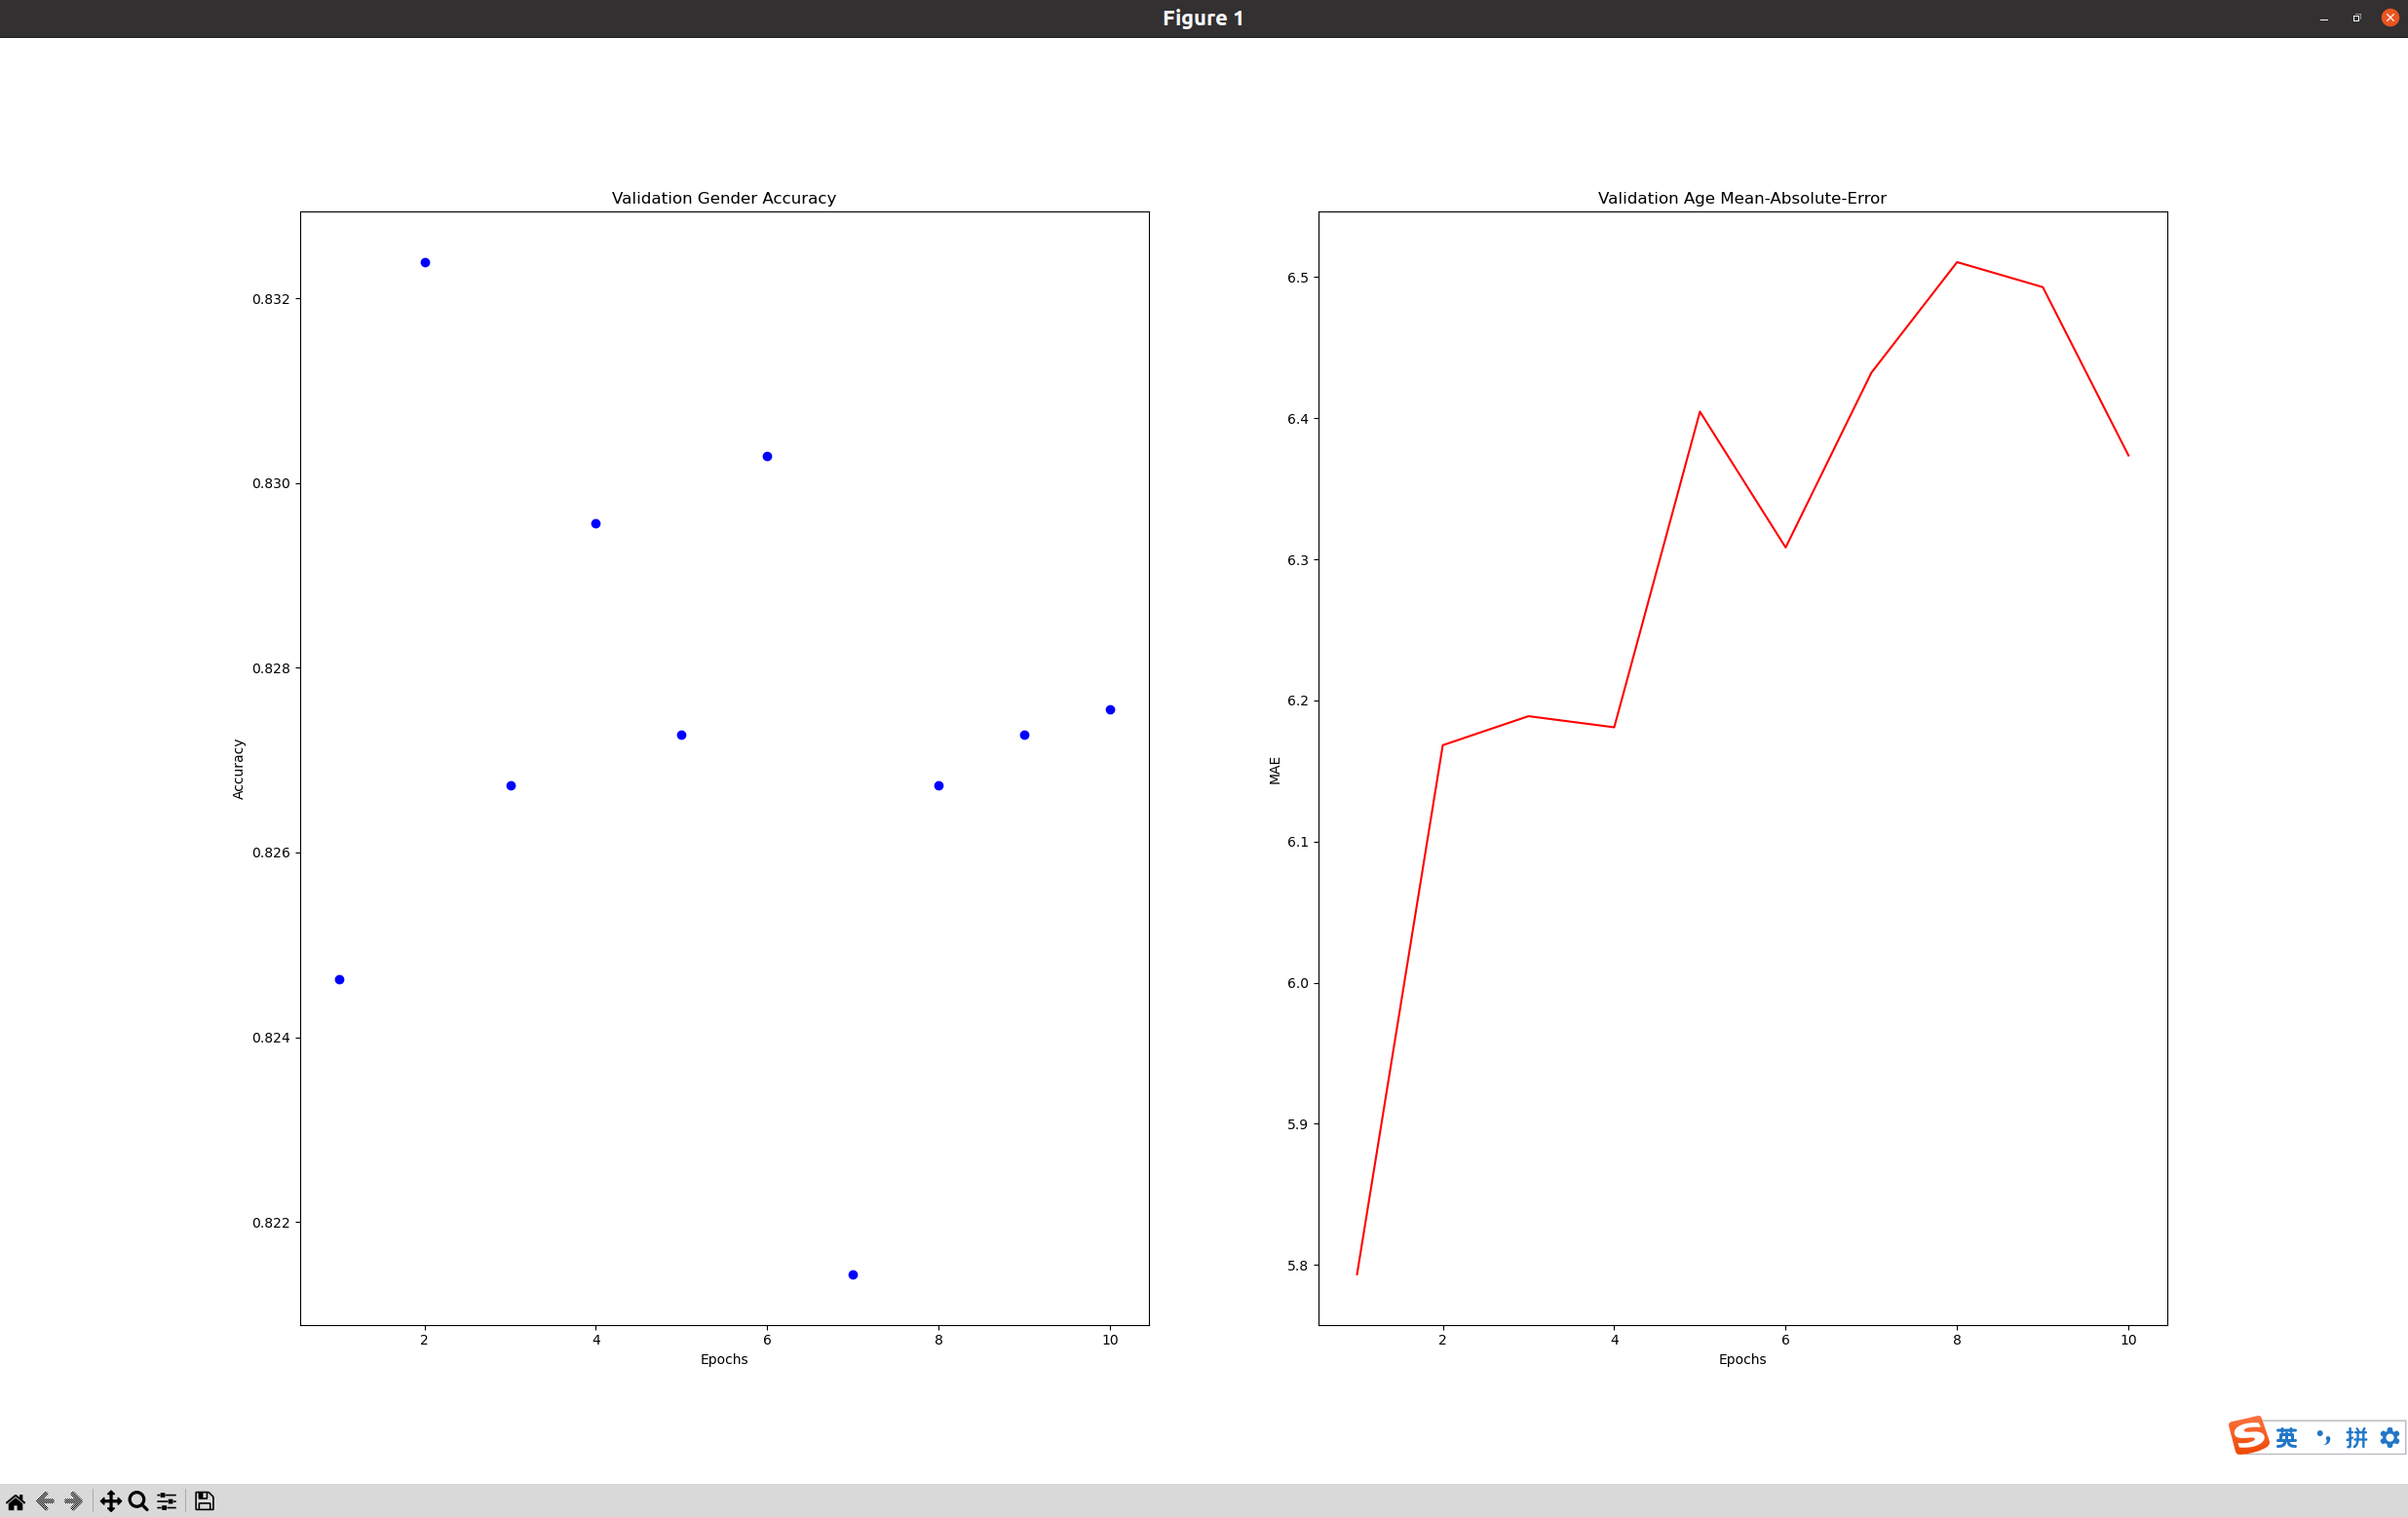 Figure 1
Validation Gender Accuracy
0.832
0.830
0.828
0.826
0.824
0.822
Accuracy
2 4 6 8 10
Epochs
Validation Age Mean-Absolute-Error
6.5
6.4
6.3
6.2
6.1
6.0
5.9
5.8
MAE
2 4 6 8 10
Epochs
S 英 •, 拼